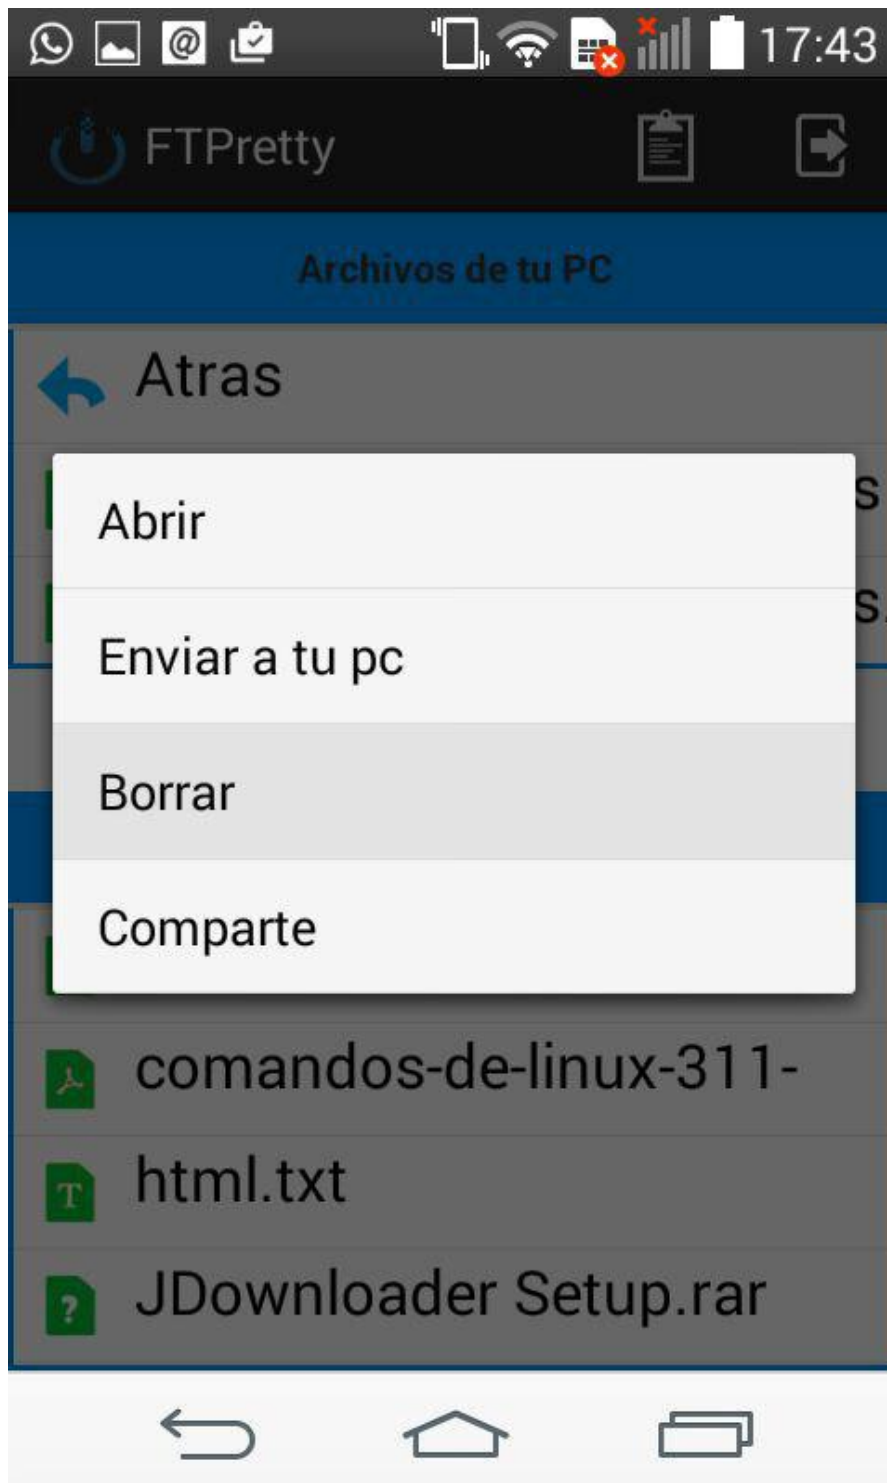 17:43
FTPretty
Archivos de tu PC
Atras
s
s.
Abrir
Enviar a tu pc
Borrar
Comparte
comandos-de-linux-311-
html.txt
JDownloader Setup.rar